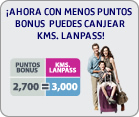 ¡AHORA CON MENOS PUNTOS
BONUS PUEDES CANJEAR
KMS. LANPASS!
PUNTOS BONUS KMS. LANPASS
2,700 = 3,000